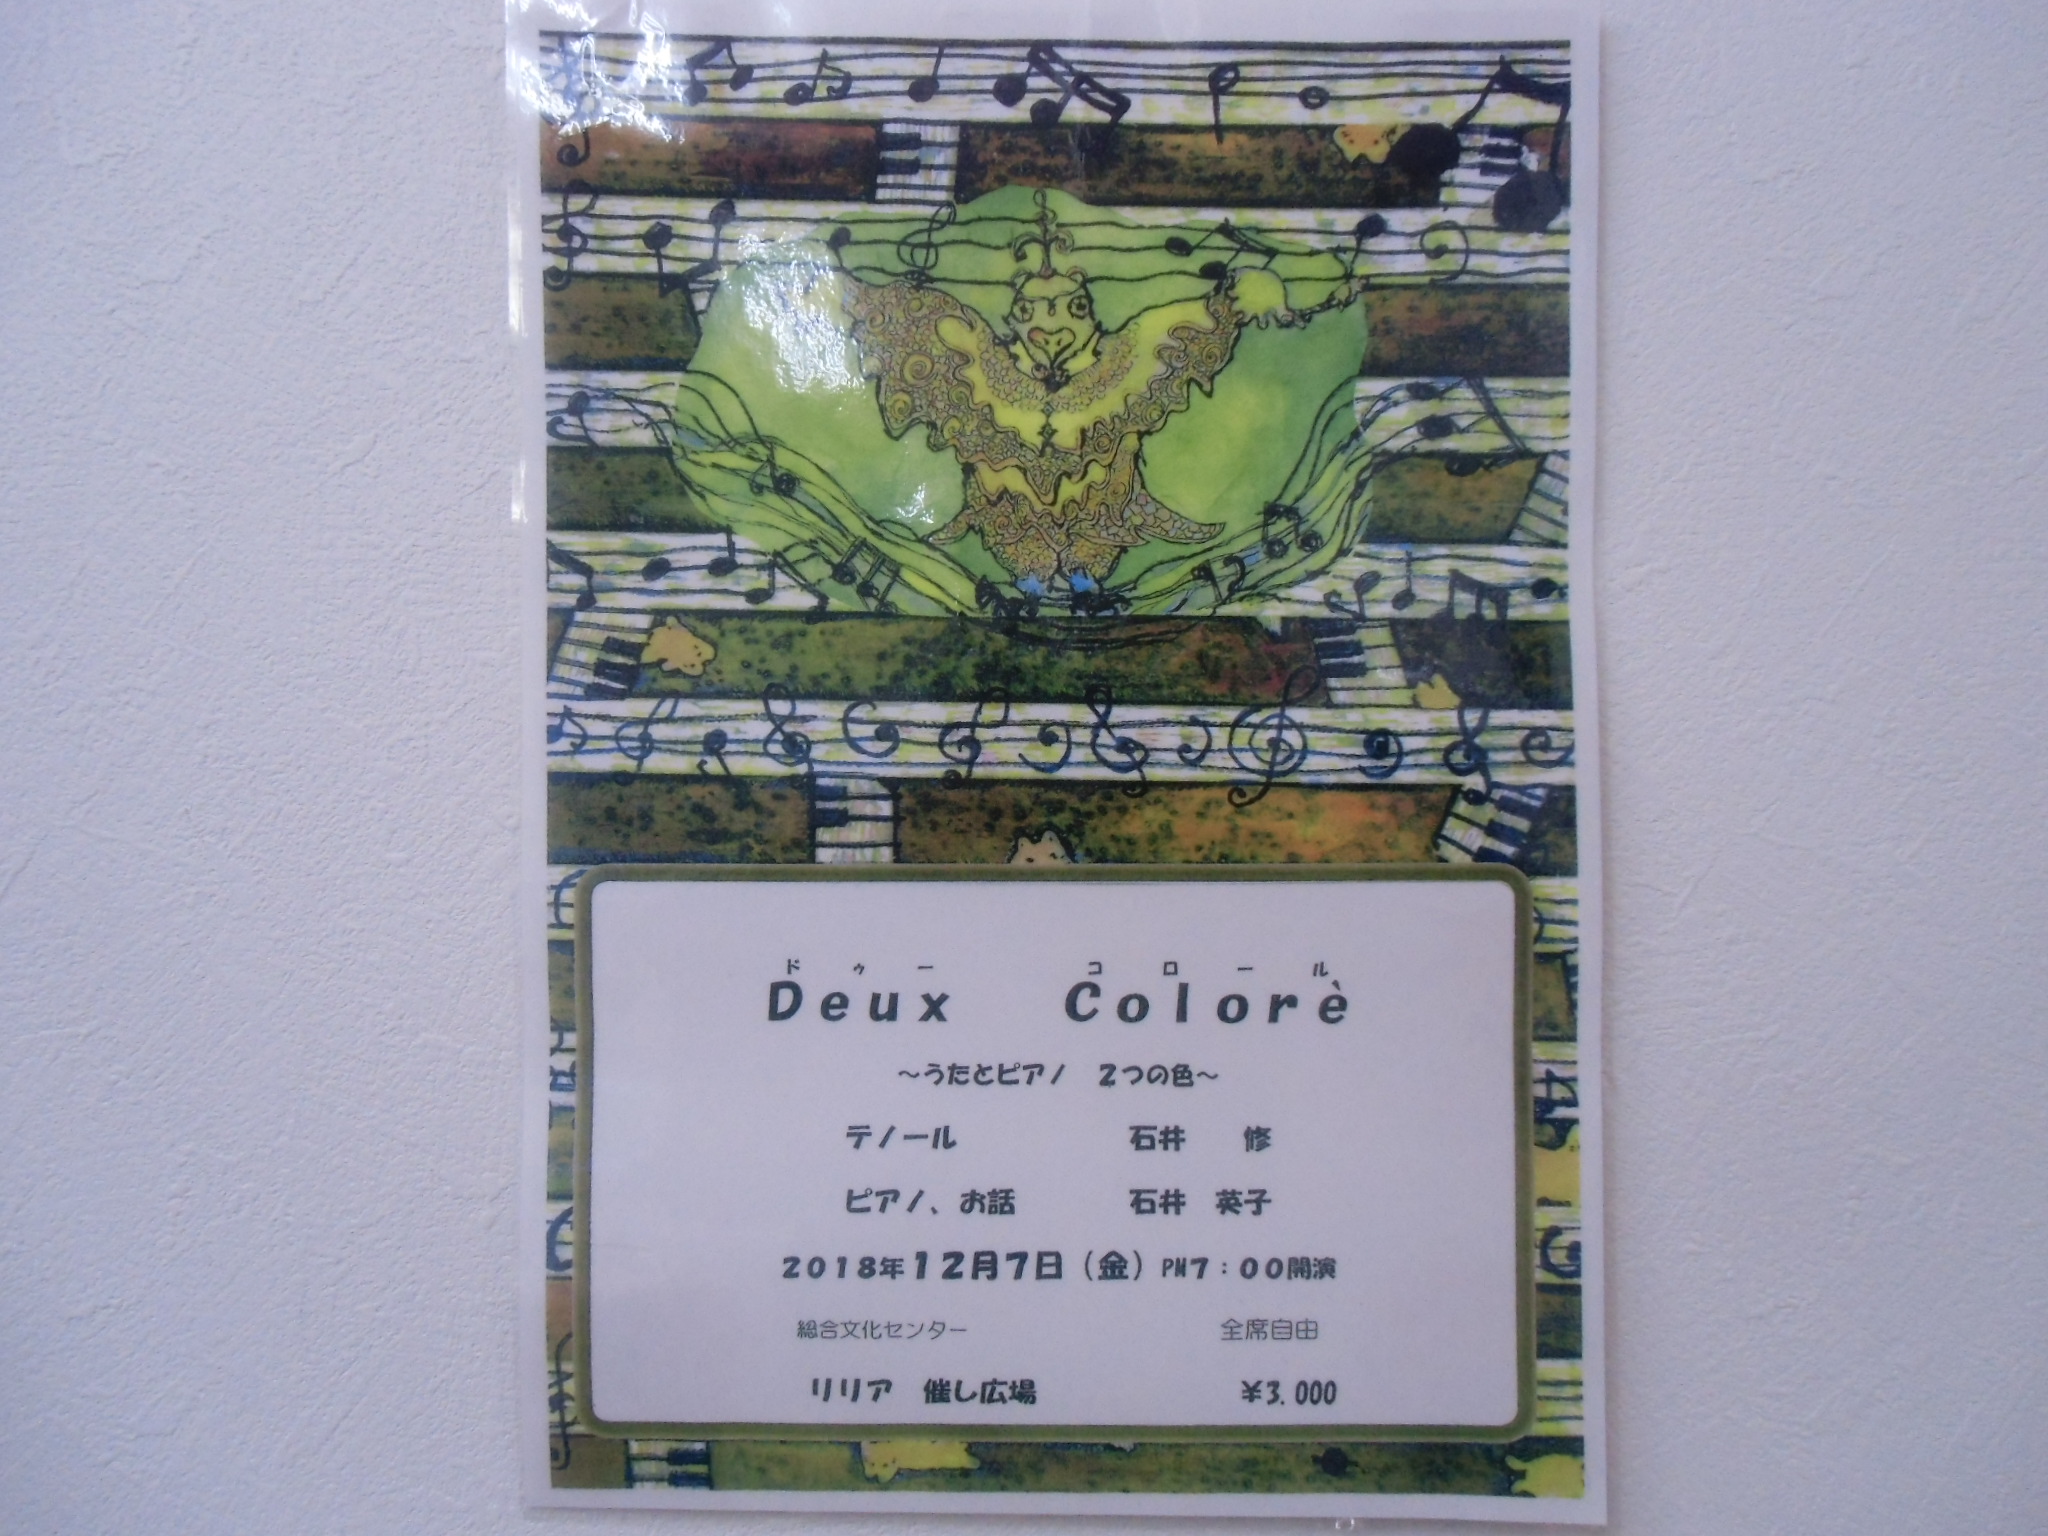 ドゥー　コロール
Deux　Colorè
～うたとピアノ　２つの色～
テノール　石井　修
ピアノ、お話　石井　英子
２０１８年１２月７日（金）PM７：００開演
総合文化センター　全席自由
リリア　催し広場　￥3,000